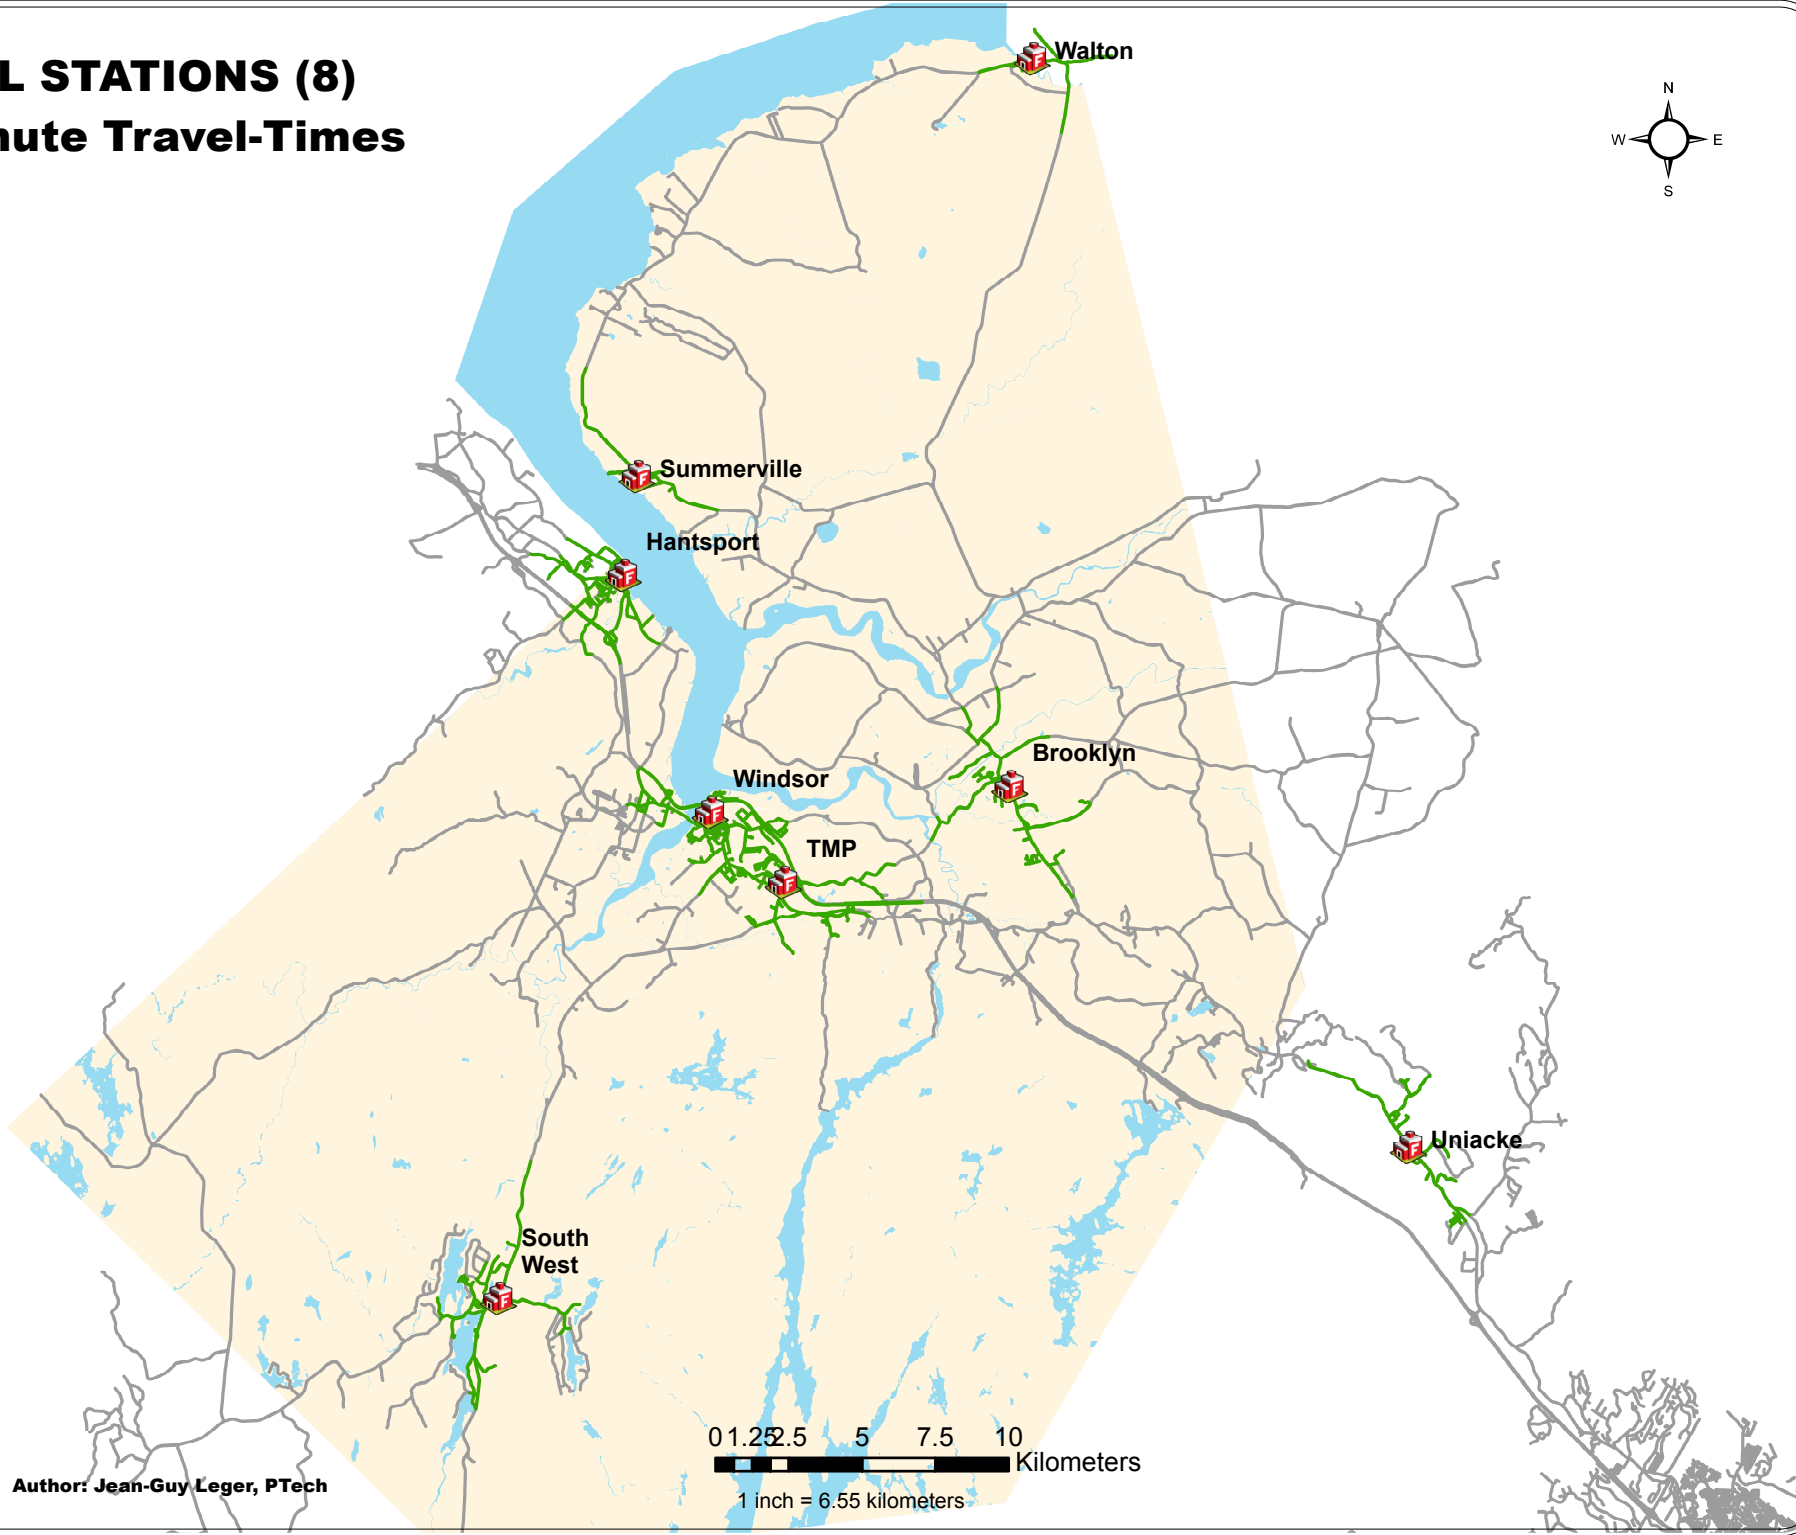 L STATIONS (8)
nute Travel-Times
Walton
N
W
E
S
Summerville
Hantsport
Brooklyn
Windsor
TMP
Uniacke
South
West
0 1.25 2.5 5 7.5 10
Kilometers
1 inch = 6.55 kilometers
Author: Jean-Guy Leger, PTech